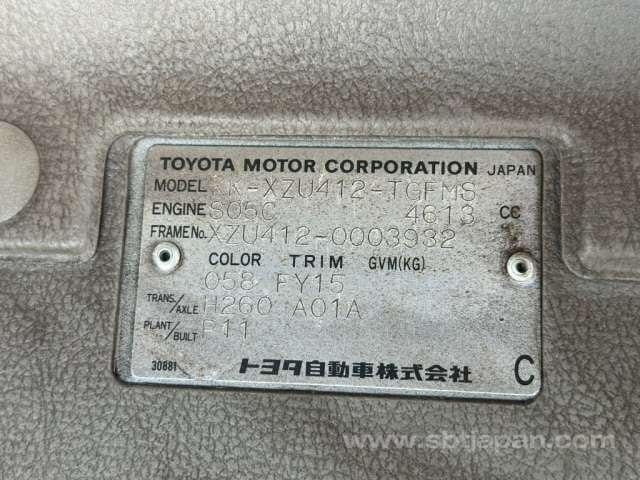 TOYOTA MOTOR CORPORATION JAPAN
MODEL KK-XZU412-TGFMS
ENGINE S05C 4613 CC
FRAME No. XZU412-0003932
COLOR TRIM GVM(KG)
058 FY15
TRANS./AXLE H260 A01A
PLANT/BUILT P11
30881 トヨタ自動車株式会社 C
www.sbtjapan.com